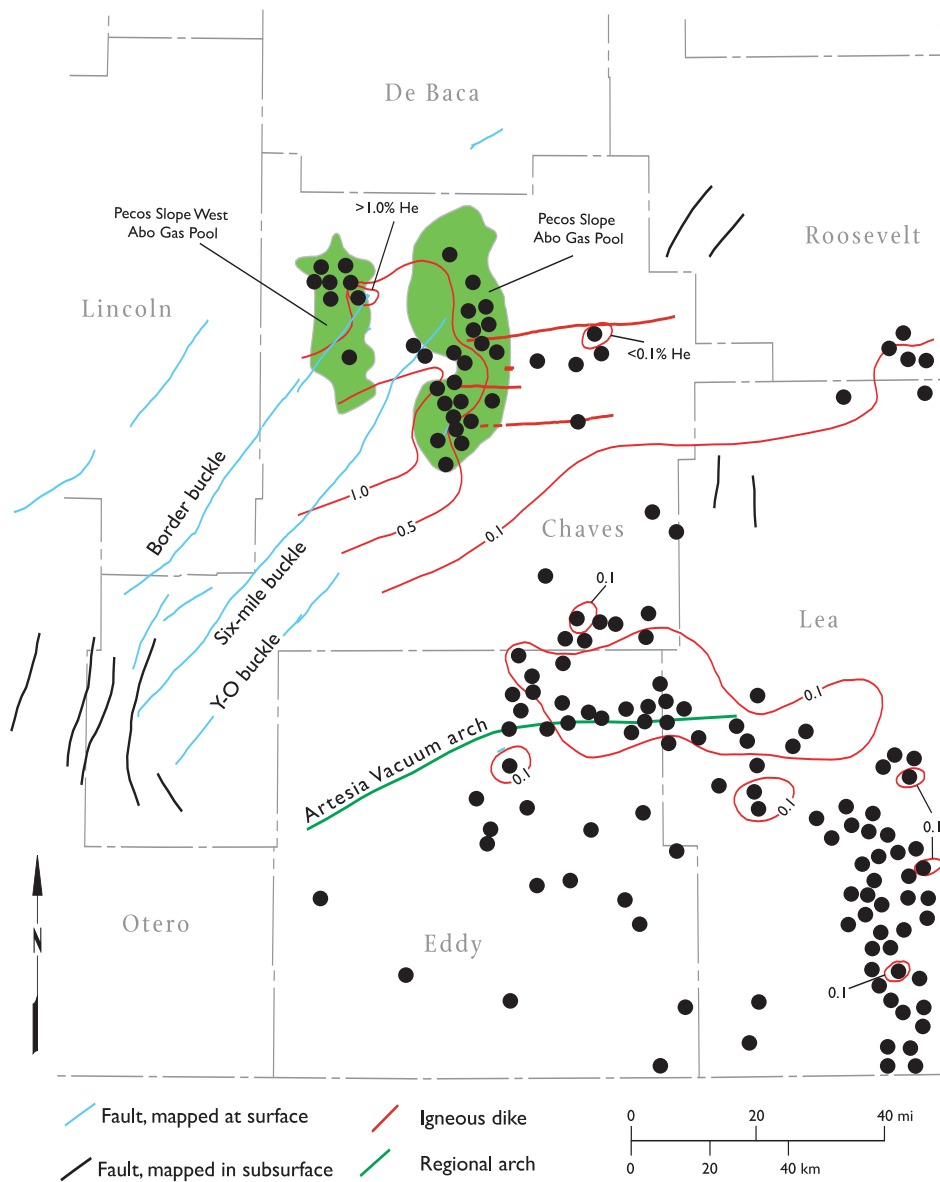 De Baca
Pecos Slope West
Abo Gas Pool
>1.0% He
Pecos Slope
Abo Gas Pool
Roosevelt
Lincoln
<0.1% He
Border buckle
1.0
0.5
0.1
Chaves
Six-mile buckle
0.1
Lea
Y-O buckle
0.1
Artesia Vacuum arch
0.1
0.1
0.1
Otero
Eddy
N
0.1
Fault, mapped at surface
Igneous dike
Fault, mapped in subsurface
Regional arch
0 20 40 mi
0 20 40 km